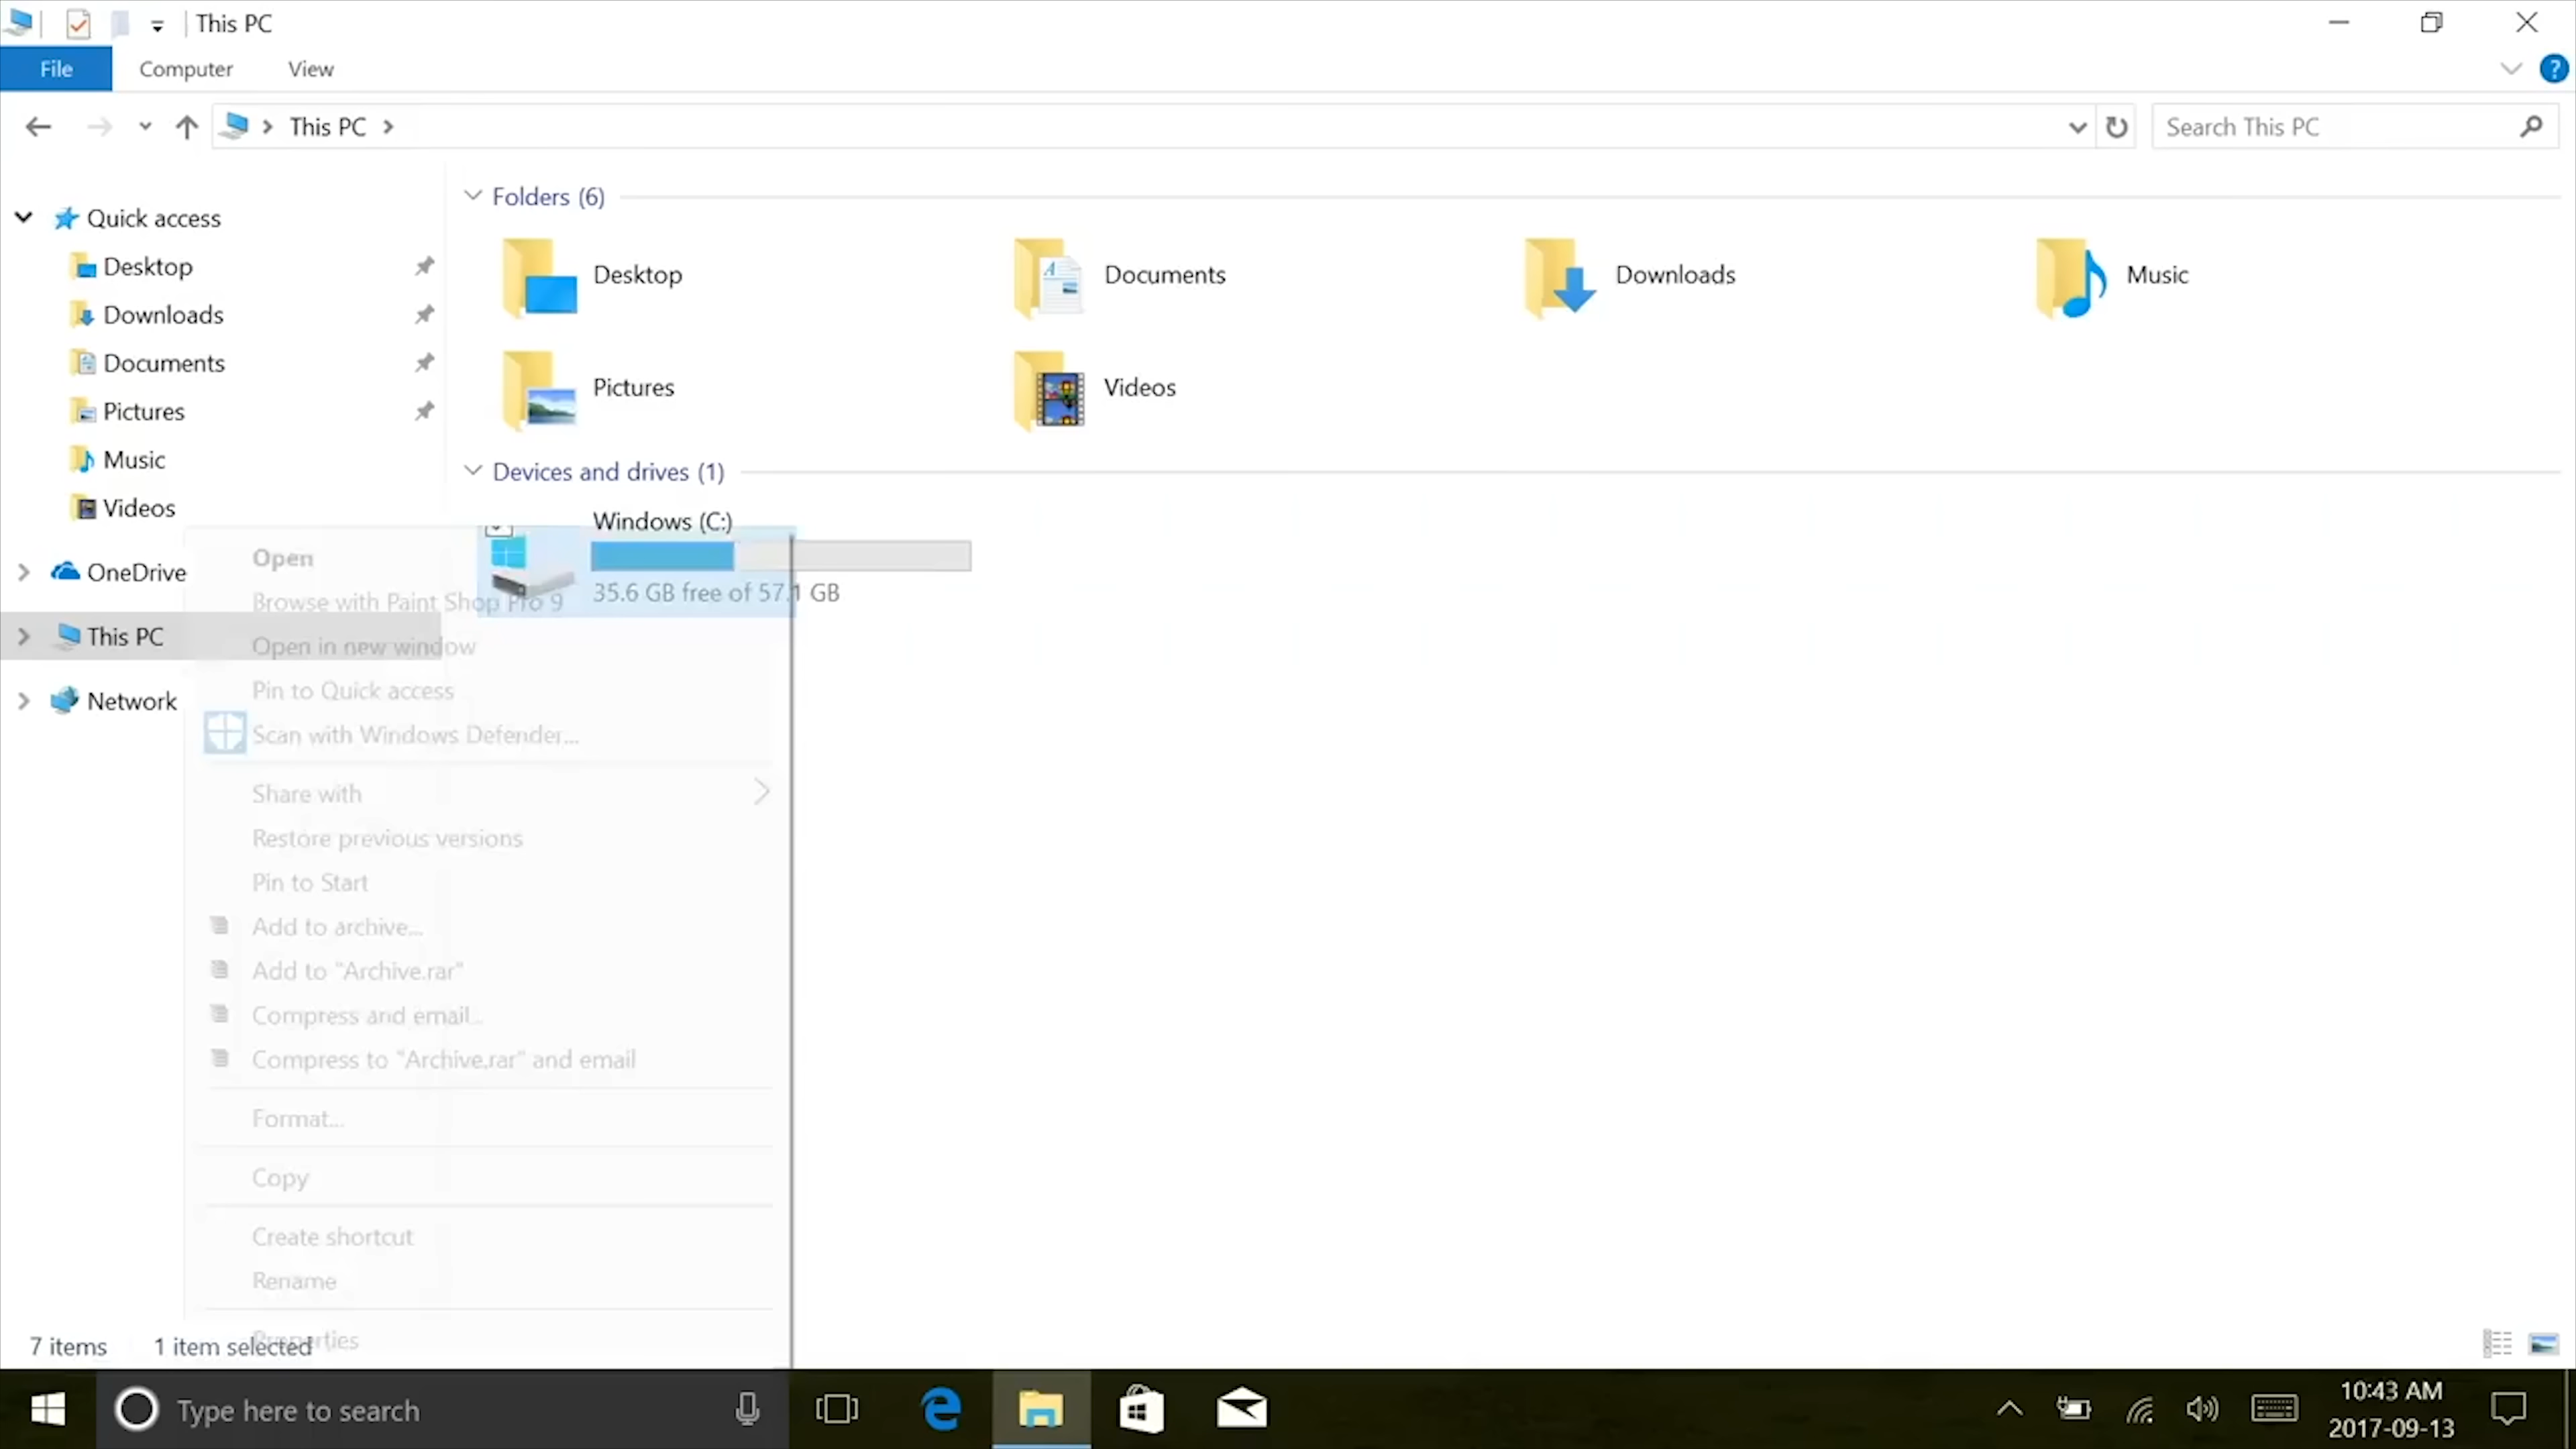 This PC
File
Computer
View
This PC
Search This PC
Quick access
Desktop
Downloads
Documents
Pictures
Music
Videos
OneDrive
This PC
Network
Folders (6)
Desktop
Documents
Downloads
Music
Pictures
Videos
Devices and drives (1)
Windows (C:)
35.6 GB free of 57.1 GB
Open
Browse with Paint Shop Pro 9
Open in new window
Pin to Quick access
Scan with Windows Defender...
Share with
Restore previous versions
Pin to Start
Add to archive...
Add to "Archive.rar"
Compress and email...
Compress to "Archive.rar" and email
Format...
Copy
Create shortcut
Rename
Properties
7 items
1 item selected
Type here to search
10:43 AM
2017-09-13